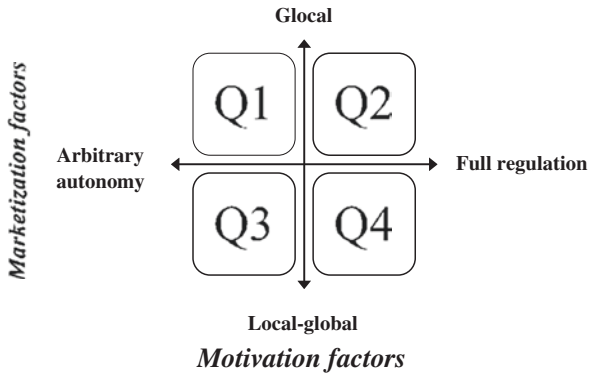 Glocal
Marketization factors
Q1 Q2
Arbitrary
autonomy
Full regulation
Q3 Q4
Local-global
Motivation factors